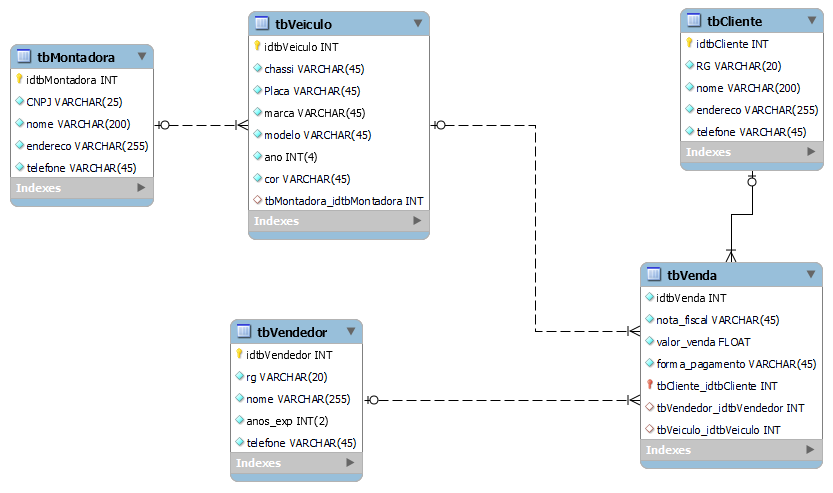 tbMontadora
idtbMontadora INT
CNPJ VARCHAR(25)
nome VARCHAR(200)
endereco VARCHAR(255)
telefone VARCHAR(45)
Indexes
tbVeiculo
idtbVeiculo INT
chassi VARCHAR(45)
Placa VARCHAR(45)
marca VARCHAR(45)
modelo VARCHAR(45)
ano INT(4)
cor VARCHAR(45)
tbMontadora_idtbMontadora INT
Indexes
tbCliente
idtbCliente INT
RG VARCHAR(20)
nome VARCHAR(200)
endereco VARCHAR(255)
telefone VARCHAR(45)
Indexes
tbVendedor
idtbVendedor INT
rg VARCHAR(20)
nome VARCHAR(255)
anos_exp INT(2)
telefone VARCHAR(45)
Indexes
tbVenda
idtbVenda INT
nota_fiscal VARCHAR(45)
valor_venda FLOAT
forma_pagamento VARCHAR(45)
tbCliente_idtbCliente INT
tbVendedor_idtbVendedor INT
tbVeiculo_idtbVeiculo INT
Indexes